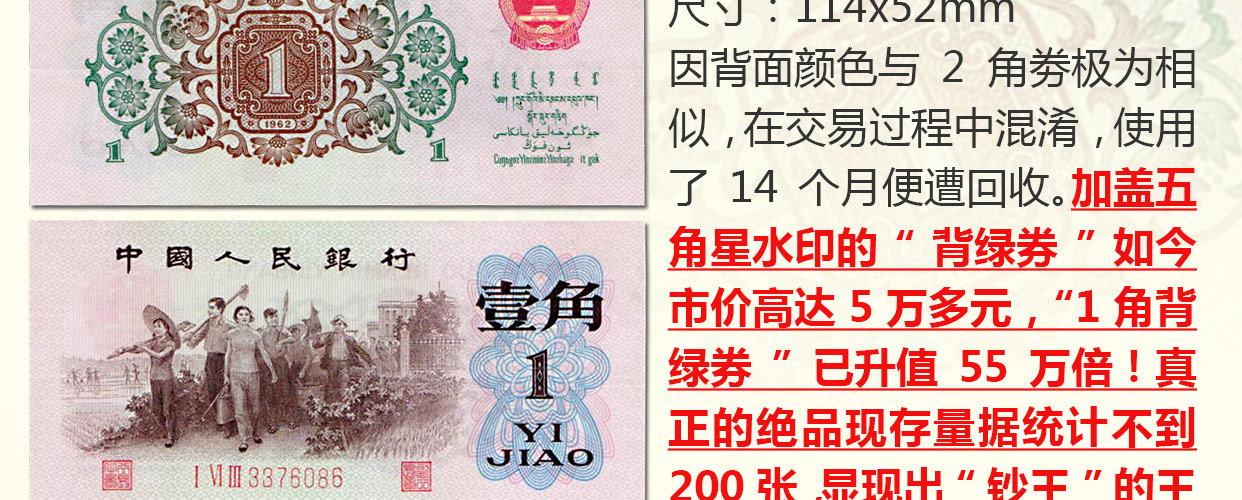 1
1962
1
1
Cuŋƣoƨ Yinƶminƨ Yinƶhaŋƨ it gak
中國人民銀行
壹角
1
YI
JIAO
I VI III 3376086
尺寸：114x52mm
因背面颜色与 2 角券极为相
似，在交易过程中混淆，使用
了 14 个月便遭回收。加盖五
角星水印的“ 背绿券 ”如今
市价高达 5 万多元，“1 角背
绿券 ”已升值 55 万倍！真
正的绝品现存量据统计不到
200 张 显现出“ 钞王 ”的王